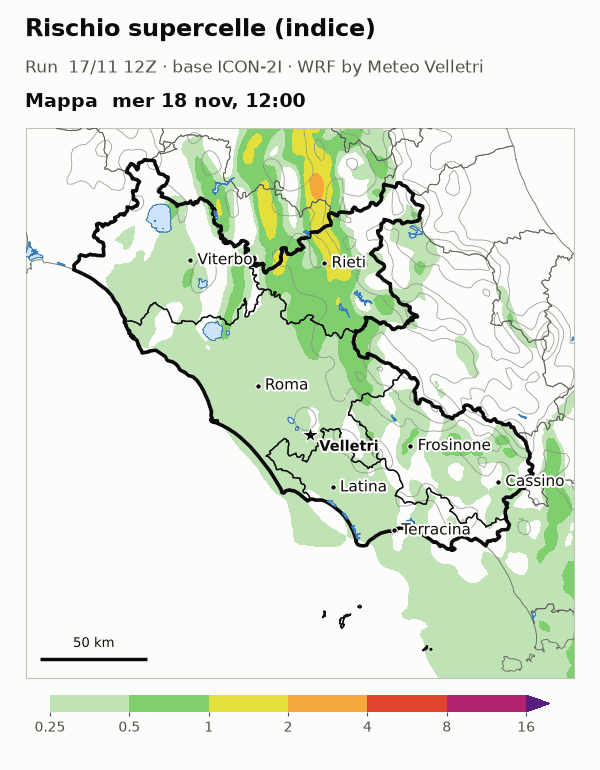 Rischio supercelle (indice)
Run  17/11 12Z · base ICON-2I · WRF by Meteo Velletri
Mappa  mer 18 nov, 12:00
Viterbo
Rieti
Roma
Velletri
Frosinone
Latina
Cassino
Terracina
50 km
0.25 0.5 1 2 4 8 16